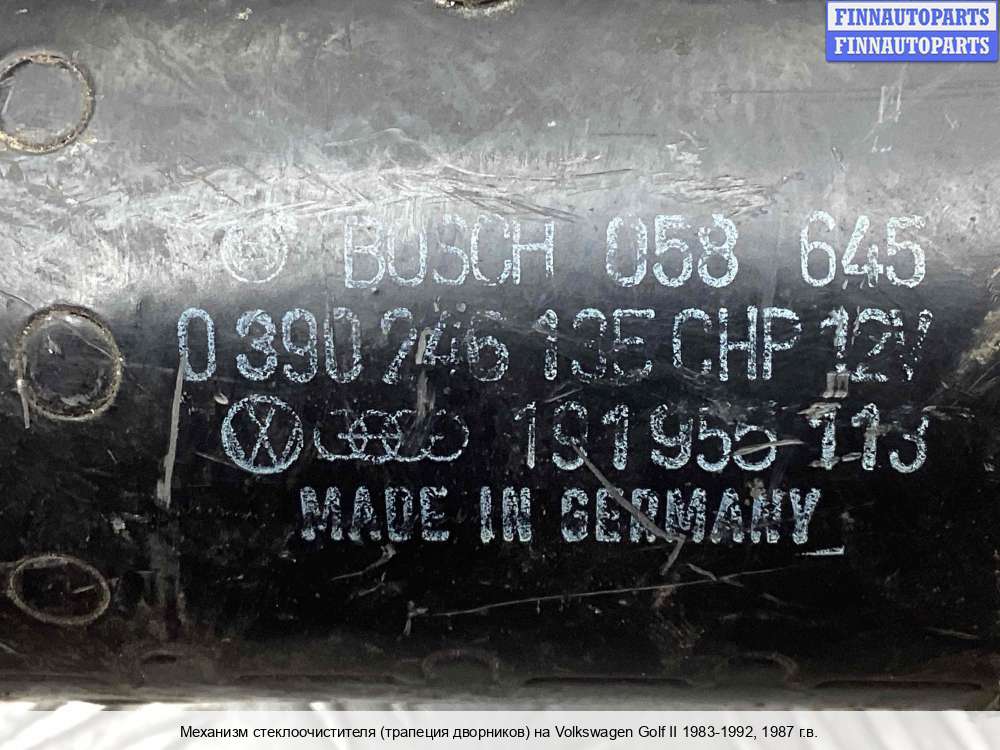 FINNAUTOPARTS
FINNAUTOPARTS
BOSCH 058 645
0 390 246 135 CHP 12V
191 955 113
MADE IN GERMANY
Механизм стеклоочистителя (трапеция дворников) на Volkswagen Golf II 1983-1992, 1987 г.в.